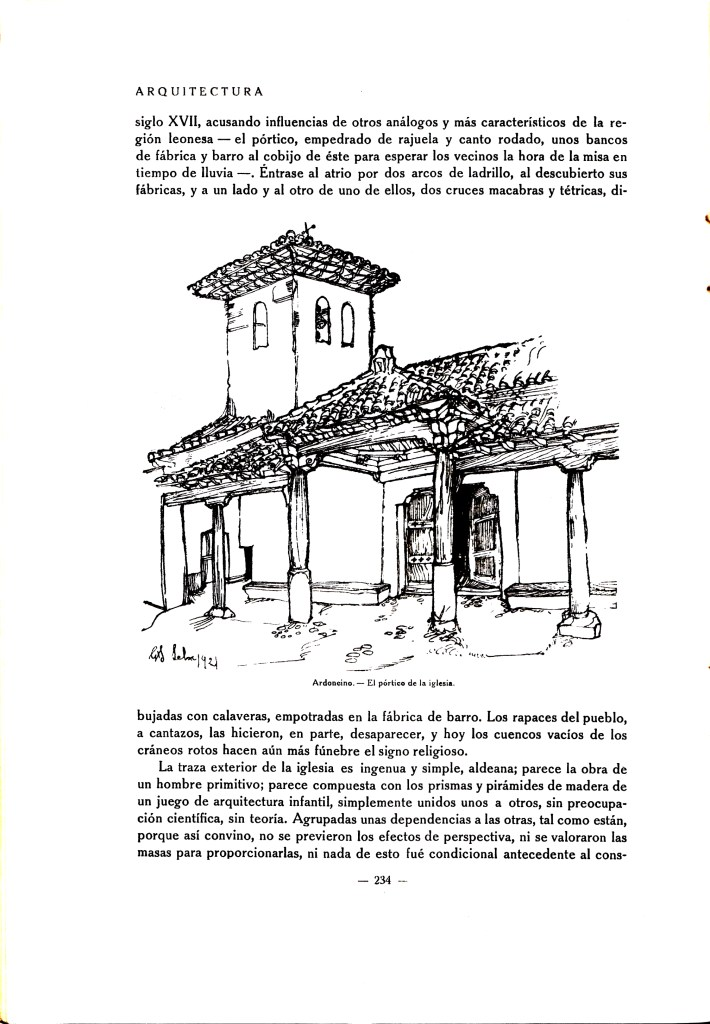 ARQUITECTURA
siglo XVII, acusando influencias de otros análogos y más característicos de la re-
gión leonesa — el pórtico, empedrado de rajuela y canto rodado, unos bancos
de fábrica y barro al cobijo de éste para esperar los vecinos la hora de la misa en
tiempo de lluvia —. Éntrase al atrio por dos arcos de ladrillo, al descubierto sus
fábricas, y a un lado y al otro de uno de ellos, dos cruces macabras y tétricas, di-
1921
Ardoncino. — El pórtico de la iglesia.
bujadas con calaveras, empotradas en la fábrica de barro. Los rapaces del pueblo,
a cantazos, las hicieron, en parte, desaparecer, y hoy los cuencos vacíos de los
cráneos rotos hacen aún más fúnebre el signo religioso.
La traza exterior de la iglesia es ingenua y simple, aldeana; parece la obra de
un hombre primitivo; parece compuesta con los prismas y pirámides de madera de
un juego de arquitectura infantil, simplemente unidos unos a otros, sin preocupa-
ción científica, sin teoría. Agrupadas unas dependencias a las otras, tal como están,
porque así convino, no se previeron los efectos de perspectiva, ni se valoraron las
masas para proporcionarlas, ni nada de esto fué condicional antecedente al cons-
— 234 —